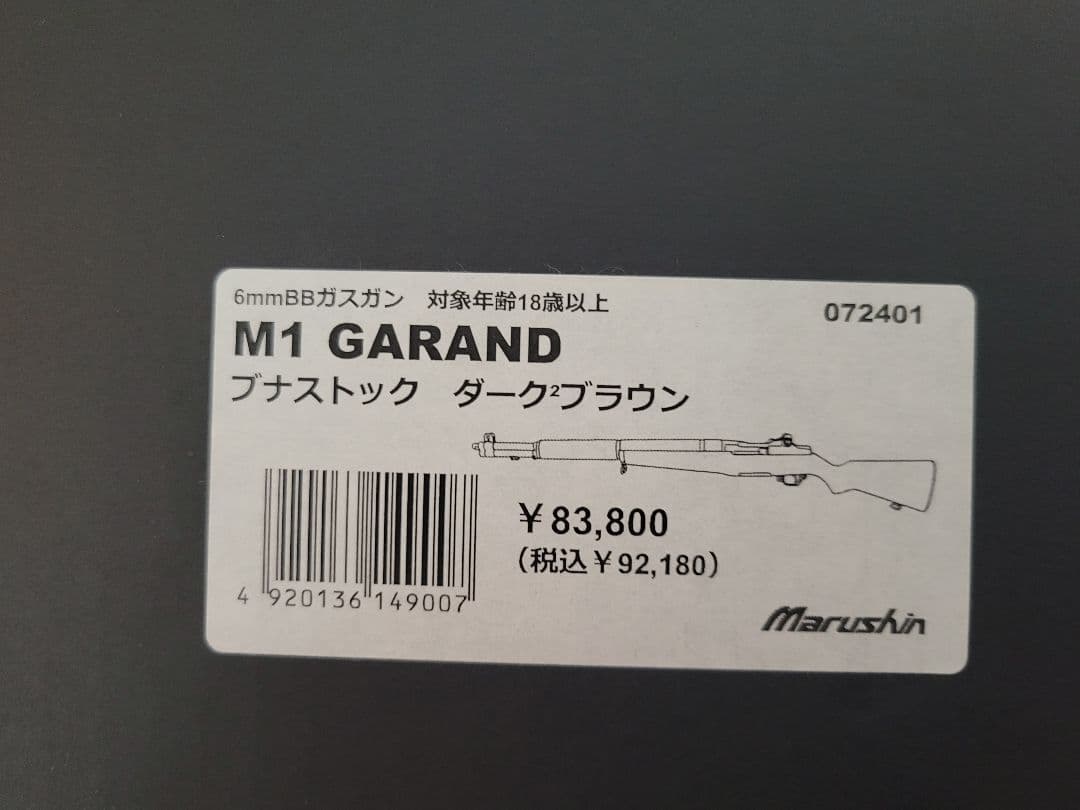 6mmBBガスガン　対象年齢18歳以上
072401
M1 GARAND
ブナストック　ダーク²ブラウン
¥83,800
(税込¥92,180)
4 920136 149007
Marushin